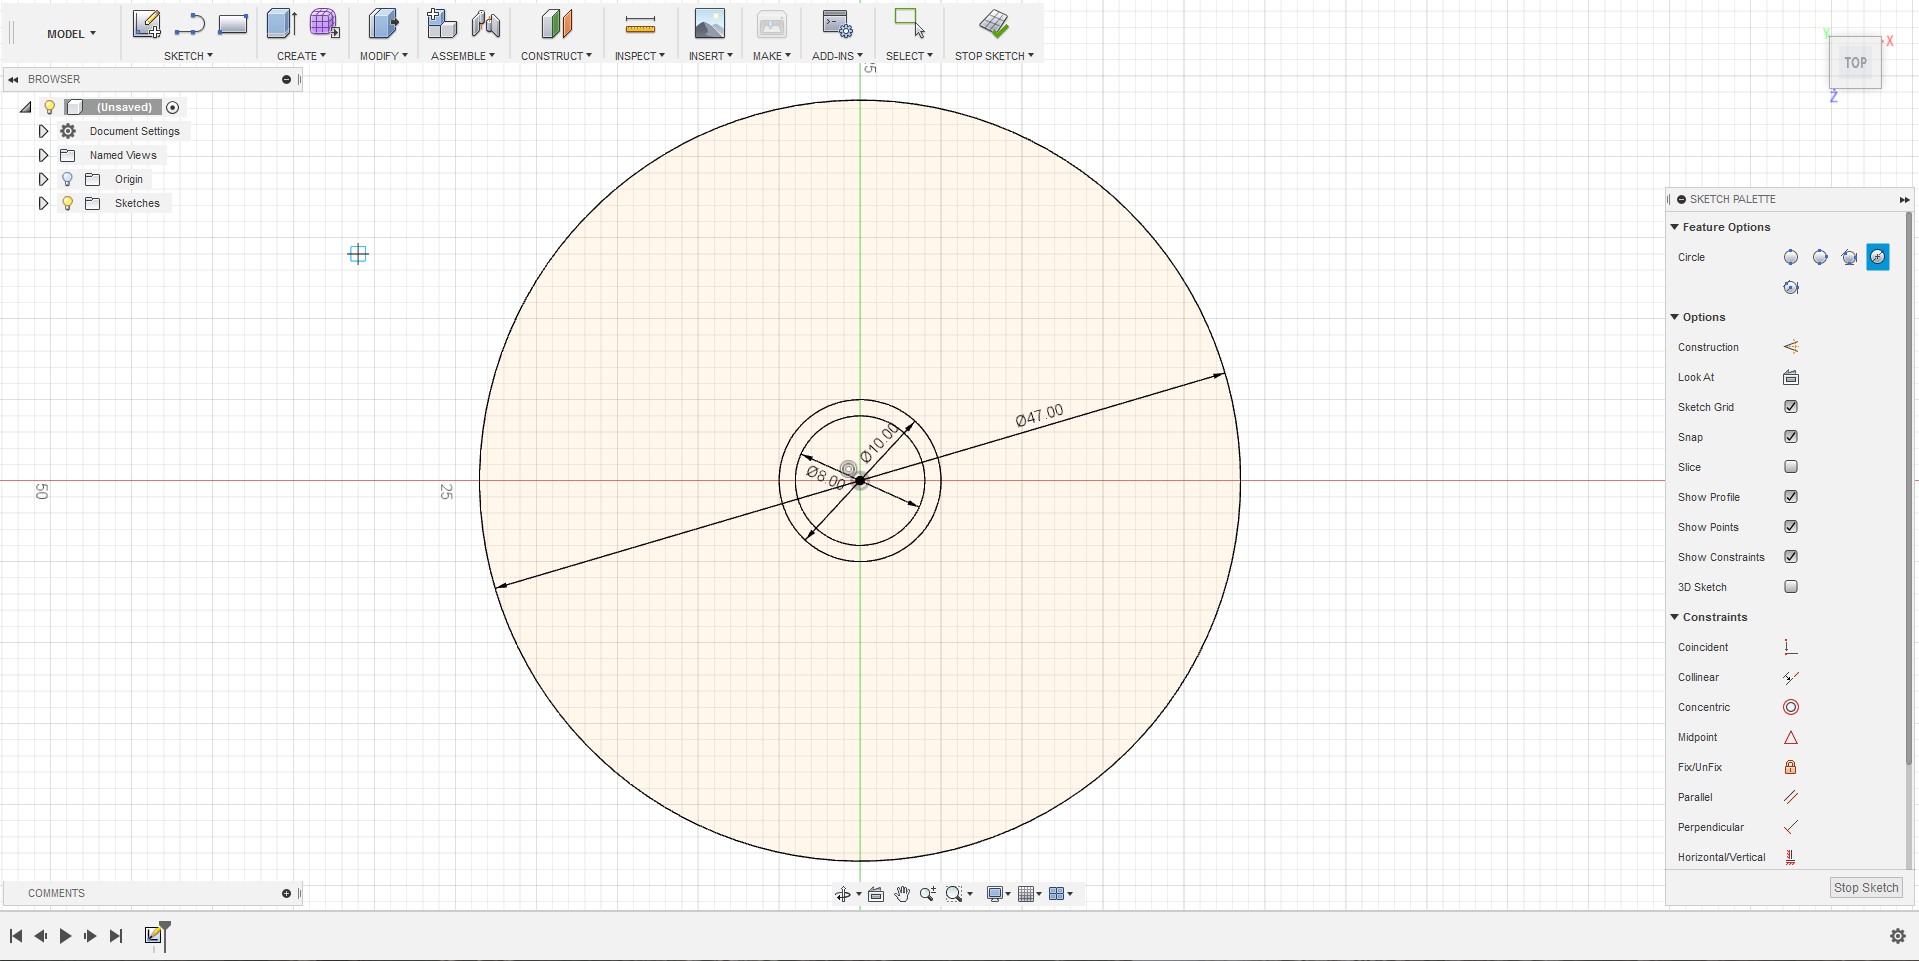 MODEL
SKETCH
CREATE
MODIFY
ASSEMBLE
CONSTRUCT
INSPECT
INSERT
MAKE
ADD-INS
SELECT
STOP SKETCH
BROWSER
(Unsaved)
Document Settings
Named Views
Origin
Sketches
Y
X
TOP
Z
5
50
25
Ø47.00
Ø10.00
Ø8.00
SKETCH PALETTE
Feature Options
Circle
Options
Construction
Look At
Sketch Grid
Snap
Slice
Show Profile
Show Points
Show Constraints
3D Sketch
Constraints
Coincident
Collinear
Concentric
Midpoint
Fix/UnFix
Parallel
Perpendicular
Horizontal/Vertical
Stop Sketch
COMMENTS